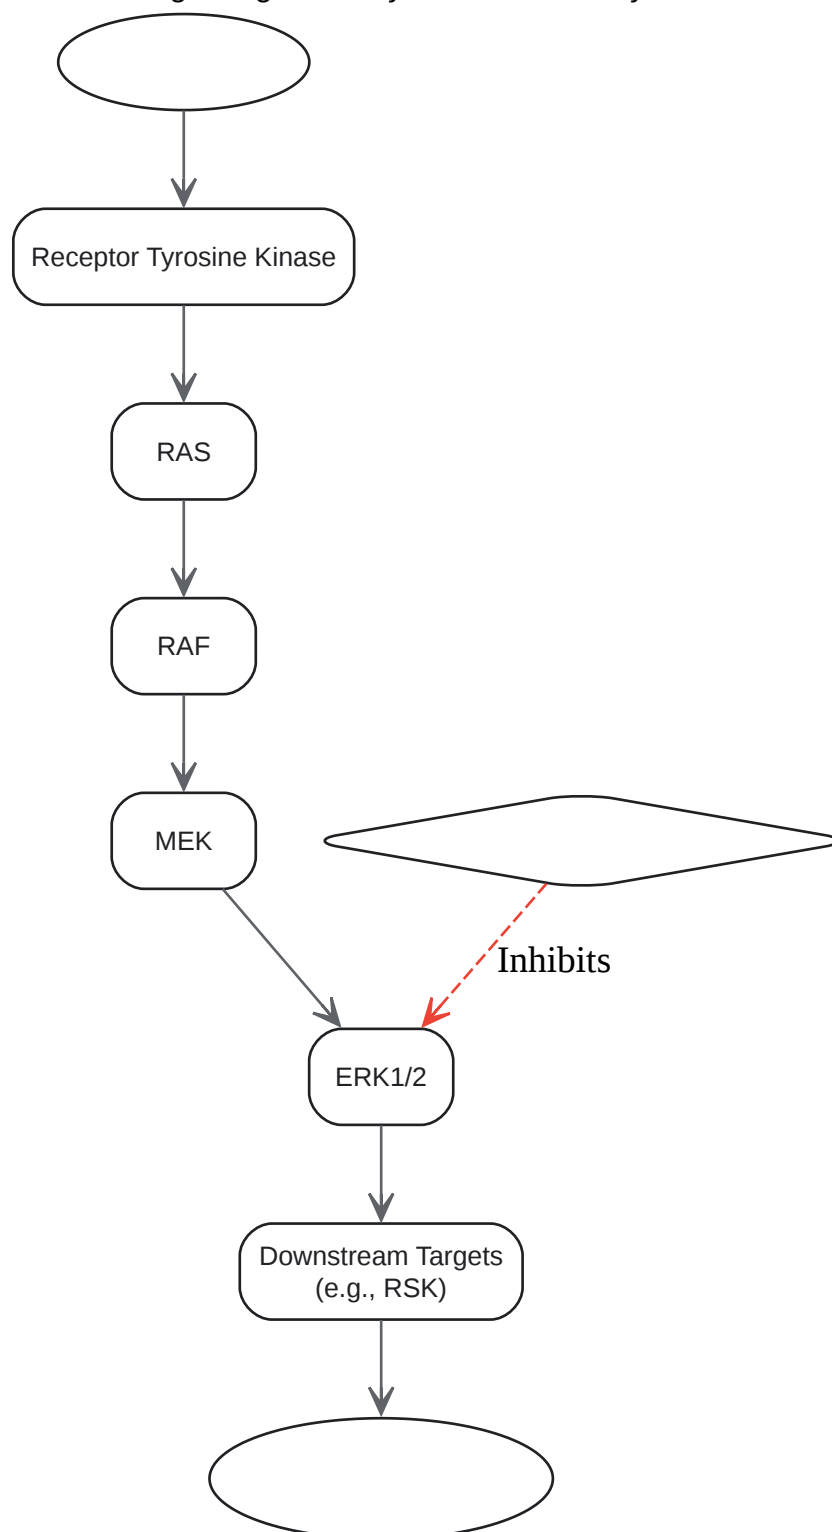 Receptor Tyrosine Kinase
RAS
RAF
MEK
Inhibits
ERK1/2
Downstream Targets
(e.g., RSK)